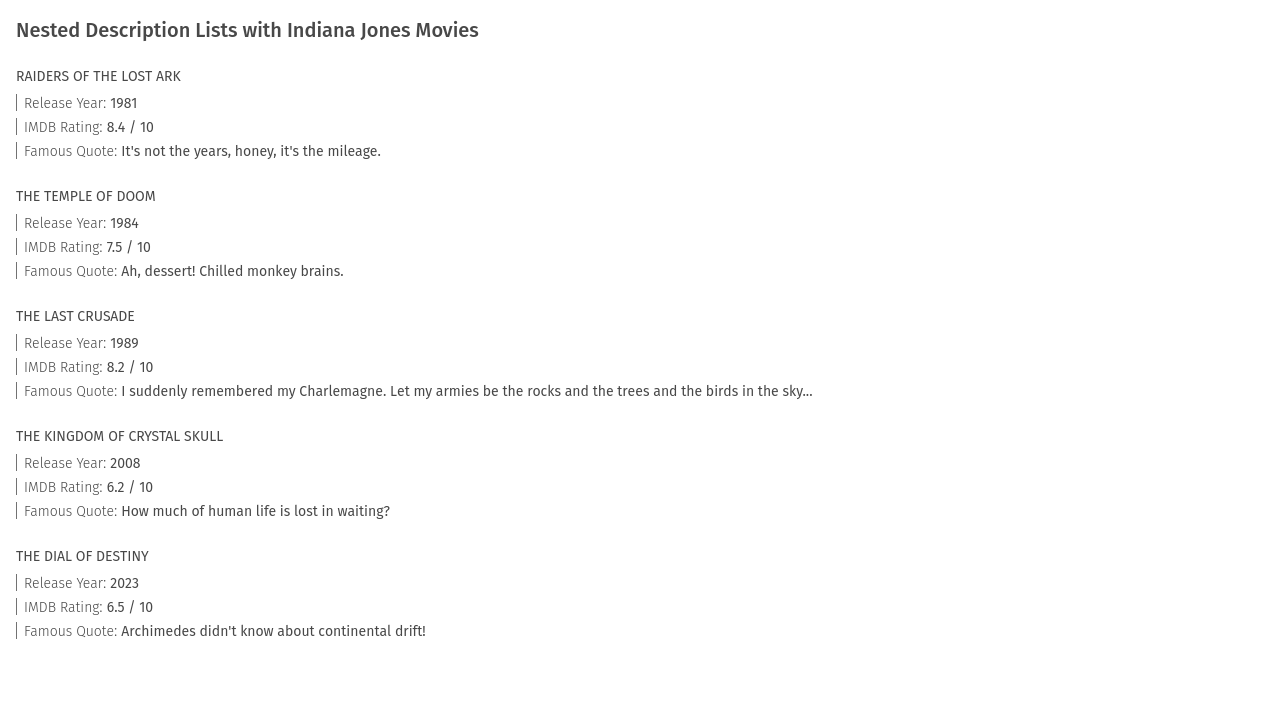 Nested Description Lists with Indiana Jones Movies
RAIDERS OF THE LOST ARK
Release Year: 1981
IMDB Rating: 8.4 / 10
Famous Quote: It's not the years, honey, it's the mileage.
THE TEMPLE OF DOOM
Release Year: 1984
IMDB Rating: 7.5 / 10
Famous Quote: Ah, dessert! Chilled monkey brains.
THE LAST CRUSADE
Release Year: 1989
IMDB Rating: 8.2 / 10
Famous Quote: I suddenly remembered my Charlemagne. Let my armies be the rocks and the trees and the birds in the sky...
THE KINGDOM OF CRYSTAL SKULL
Release Year: 2008
IMDB Rating: 6.2 / 10
Famous Quote: How much of human life is lost in waiting?
THE DIAL OF DESTINY
Release Year: 2023
IMDB Rating: 6.5 / 10
Famous Quote: Archimedes didn't know about continental drift!